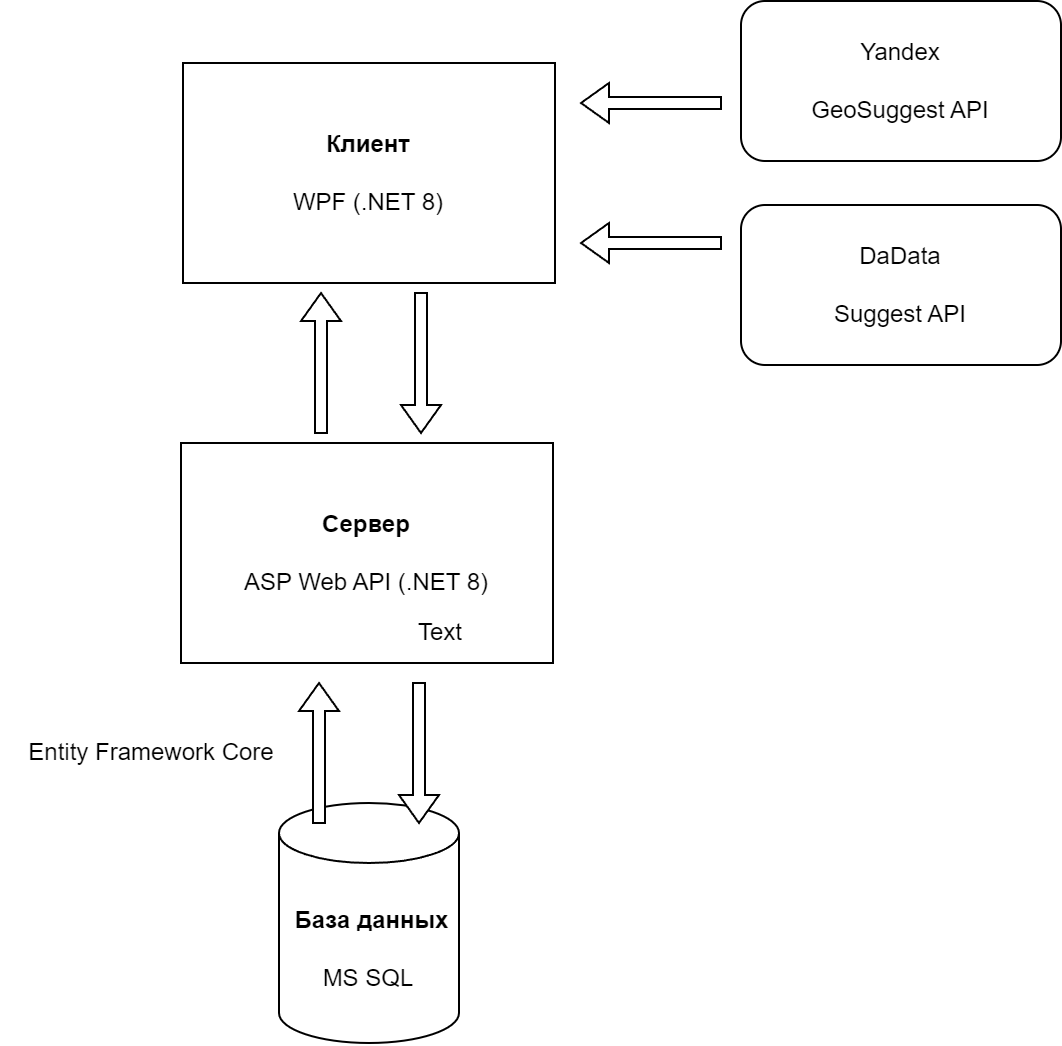 Yandex
GeoSuggest API
Клиент
WPF (.NET 8)
DaData
Suggest API
Сервер
ASP Web API (.NET 8)
Text
Entity Framework Core
База данных
MS SQL